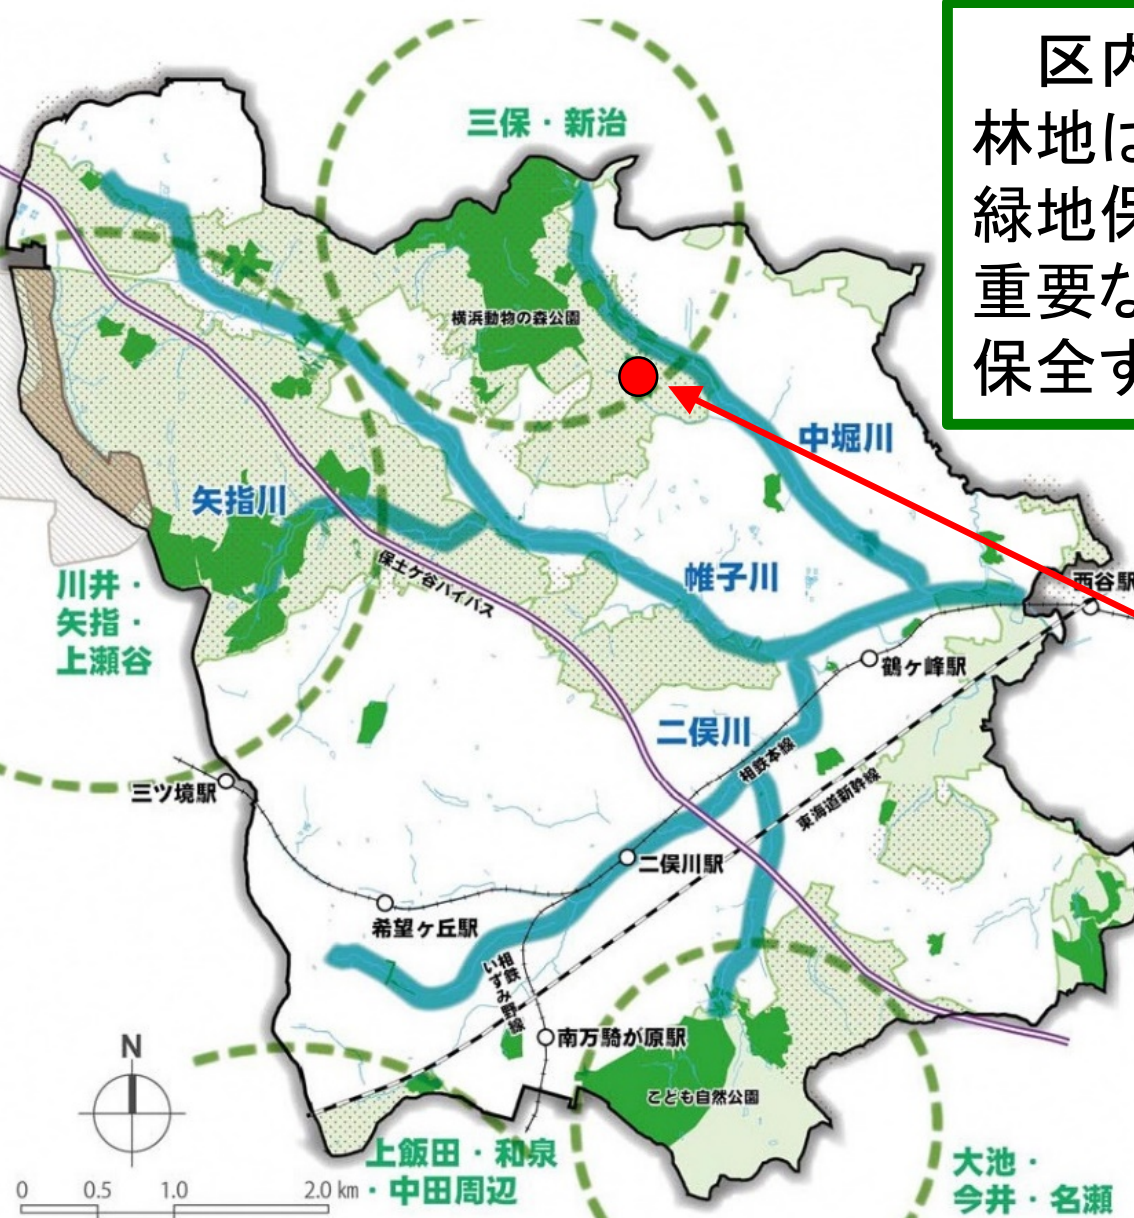 区内
林地は
緑地保
重要な
保全す
三保・新治
横浜動物の森公園
中堀川
矢指川
保土ケ谷バイパス
帷子川
西谷駅
川井・
矢指・
上瀬谷
鶴ヶ峰駅
二俣川
相鉄本線
東海道新幹線
三ツ境駅
二俣川駅
希望ヶ丘駅
相鉄
いずみ野線
南万騎が原駅
こども自然公園
N
上飯田・和泉
・中田周辺
大池・
今井・名瀬
0 0.5 1.0 2.0 km